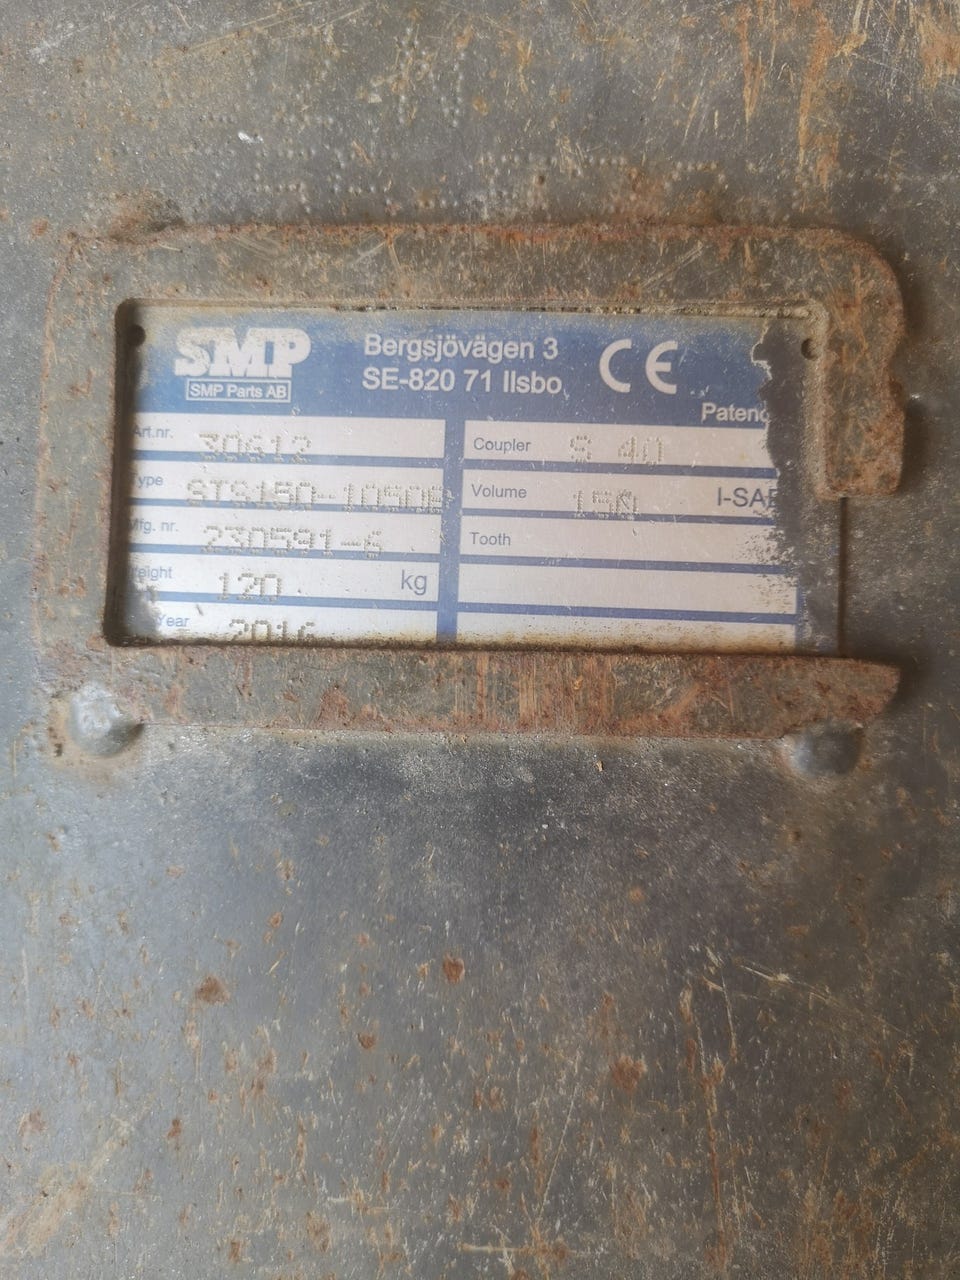 SMP
SMP Parts AB
Bergsjövägen 3
SE-820 71 Ilsbo
CE
Art.nr. 30612
Coupler S 40
Type
Volume 150
Mfg. nr. 230591-6
Tooth
120 kg
Year 2016